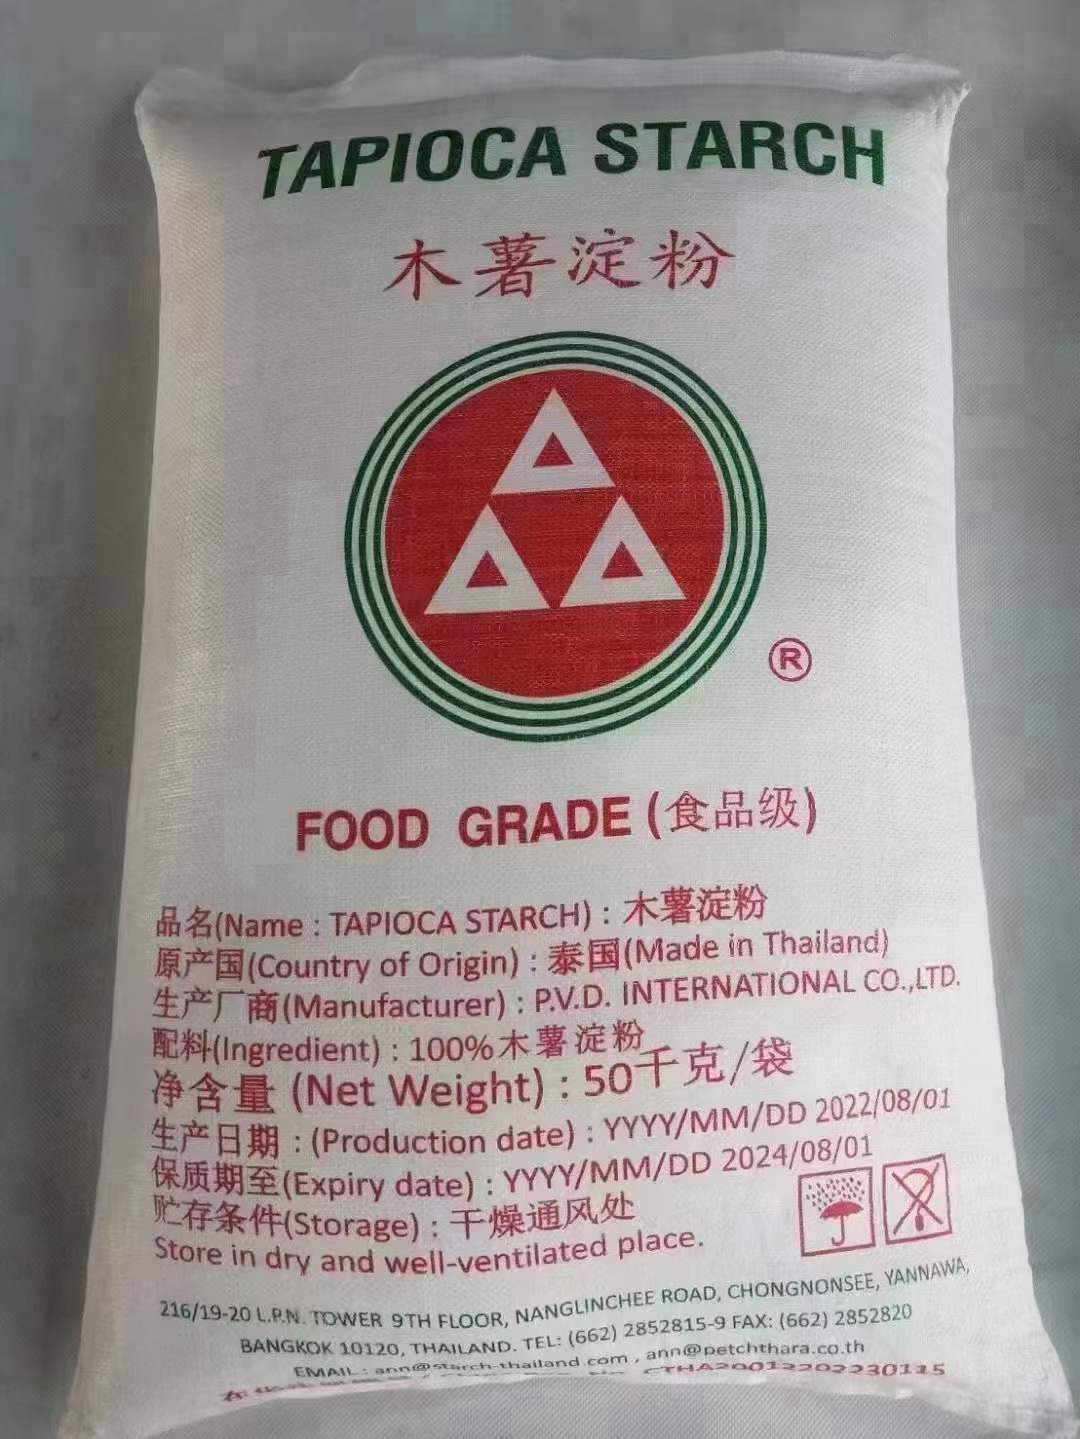 TAPIOCA STARCH
木薯淀粉
®
FOOD GRADE (食品级)
品名(Name : TAPIOCA STARCH) : 木薯淀粉
原产国(Country of Origin) : 泰国(Made in Thailand)
生产厂商(Manufacturer) : P.V.D. INTERNATIONAL CO.,LTD.
配料(Ingredient) : 100%木薯淀粉
净含量 (Net Weight) : 50千克/袋
生产日期 : (Production date) : YYYY/MM/DD 2022/08/01
保质期至(Expiry date) : YYYY/MM/DD 2024/08/01
贮存条件(Storage) : 干燥通风处
Store in dry and well-ventilated place.
216/19-20 L.P.N. TOWER 9TH FLOOR, NANGLINCHEE ROAD, CHONGNONSEE, YANNAWA,
BANGKOK 10120, THAILAND. TEL: (662) 2852815-9 FAX: (662) 2852820
EMAIL : ann@starch-thailand.com , ann@petchthara.co.th
CTHA20012202230115